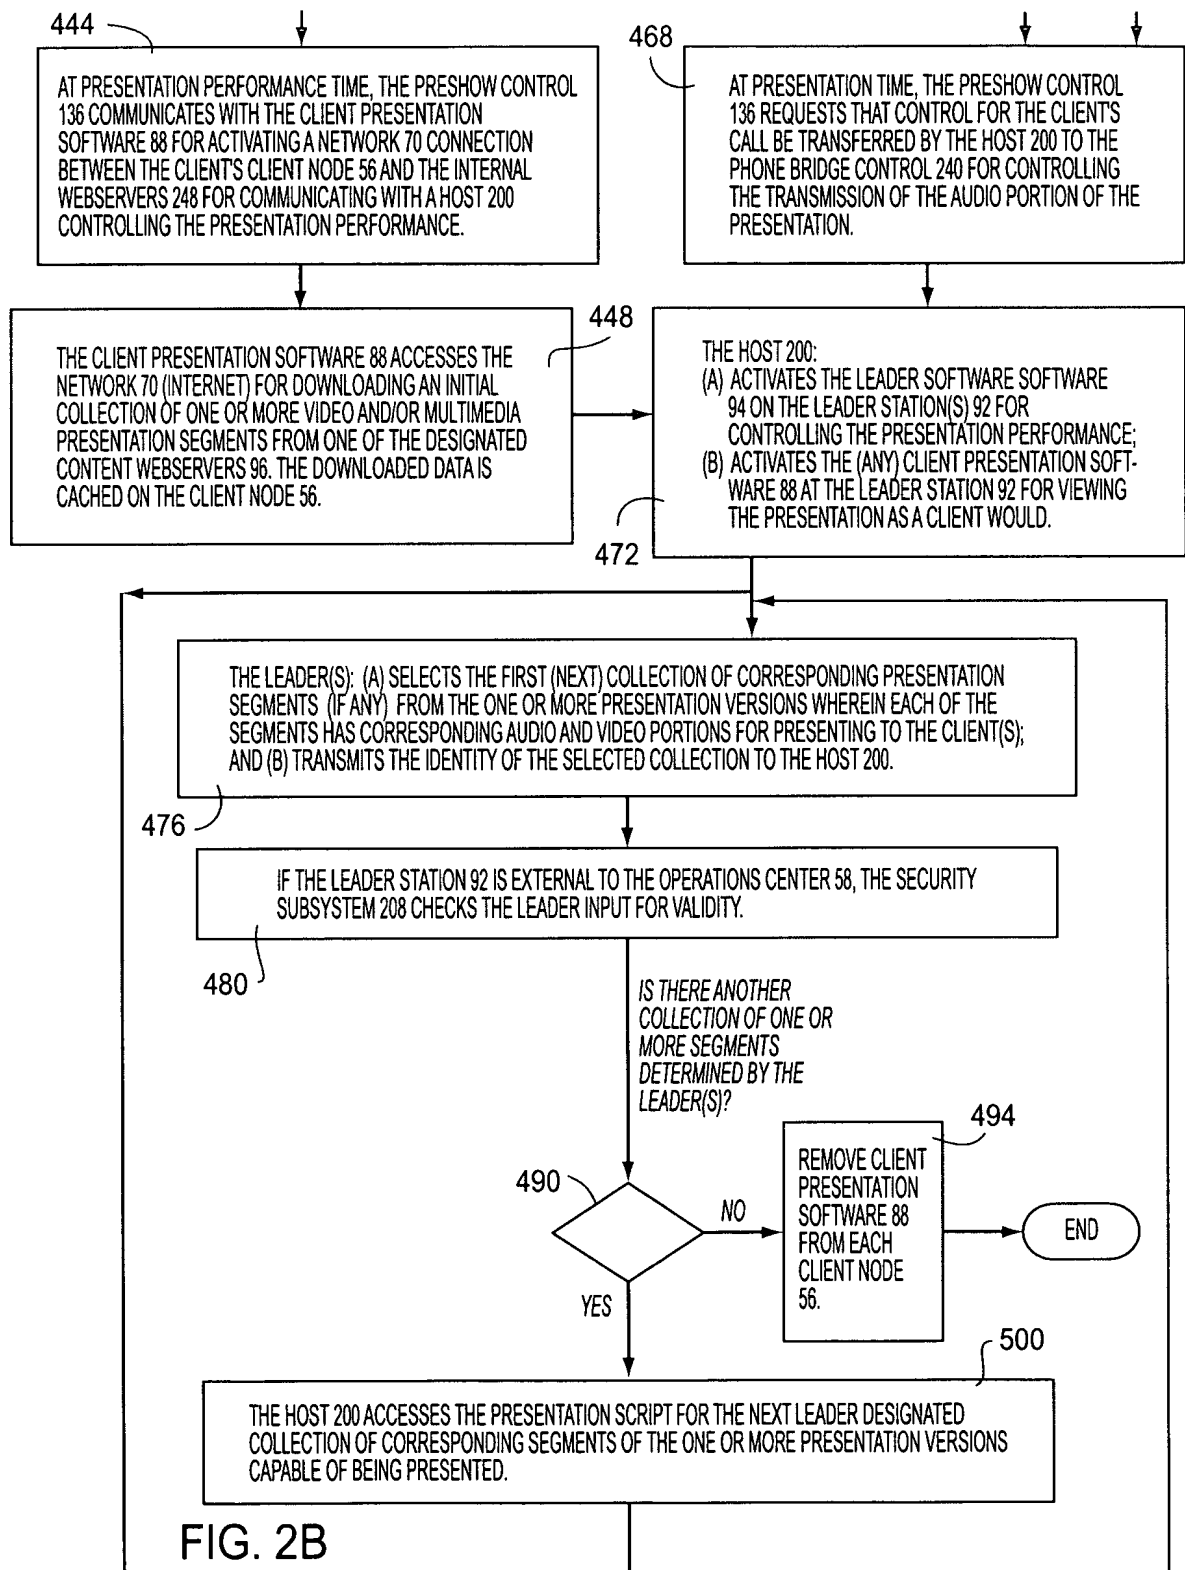 444
AT PRESENTATION PERFORMANCE TIME, THE PRESHOW CONTROL
136 COMMUNICATES WITH THE CLIENT PRESENTATION
SOFTWARE 88 FOR ACTIVATING A NETWORK 70 CONNECTION
BETWEEN THE CLIENT'S CLIENT NODE 56 AND THE INTERNAL
WEBSERVERS 248 FOR COMMUNICATING WITH A HOST 200
CONTROLLING THE PRESENTATION PERFORMANCE.
468
AT PRESENTATION TIME, THE PRESHOW CONTROL
136 REQUESTS THAT CONTROL FOR THE CLIENT'S
CALL BE TRANSFERRED BY THE HOST 200 TO THE
PHONE BRIDGE CONTROL 240 FOR CONTROLLING
THE TRANSMISSION OF THE AUDIO PORTION OF THE
PRESENTATION.
448
THE CLIENT PRESENTATION SOFTWARE 88 ACCESSES THE
NETWORK 70 (INTERNET) FOR DOWNLOADING AN INITIAL
COLLECTION OF ONE OR MORE VIDEO AND/OR MULTIMEDIA
PRESENTATION SEGMENTS FROM ONE OF THE DESIGNATED
CONTENT WEBSERVERS 96. THE DOWNLOADED DATA IS
CACHED ON THE CLIENT NODE 56.
THE HOST 200:
(A) ACTIVATES THE LEADER SOFTWARE SOFTWARE
94 ON THE LEADER STATION(S) 92 FOR
CONTROLLING THE PRESENTATION PERFORMANCE;
(B) ACTIVATES THE (ANY) CLIENT PRESENTATION SOFT-
WARE 88 AT THE LEADER STATION 92 FOR VIEWING
THE PRESENTATION AS A CLIENT WOULD.
472
THE LEADER(S): (A) SELECTS THE FIRST (NEXT) COLLECTION OF CORRESPONDING PRESENTATION
SEGMENTS (IF ANY) FROM THE ONE OR MORE PRESENTATION VERSIONS WHEREIN EACH OF THE
SEGMENTS HAS CORRESPONDING AUDIO AND VIDEO PORTIONS FOR PRESENTING TO THE CLIENT(S);
AND (B) TRANSMITS THE IDENTITY OF THE SELECTED COLLECTION TO THE HOST 200.
476
IF THE LEADER STATION 92 IS EXTERNAL TO THE OPERATIONS CENTER 58, THE SECURITY
SUBSYSTEM 208 CHECKS THE LEADER INPUT FOR VALIDITY.
480
IS THERE ANOTHER
COLLECTION OF ONE OR
MORE SEGMENTS
DETERMINED BY THE
LEADER(S)?
490
NO
YES
494
REMOVE CLIENT
PRESENTATION
SOFTWARE 88
FROM EACH
CLIENT NODE
56.
END
500
THE HOST 200 ACCESSES THE PRESENTATION SCRIPT FOR THE NEXT LEADER DESIGNATED
COLLECTION OF CORRESPONDING SEGMENTS OF THE ONE OR MORE PRESENTATION VERSIONS
CAPABLE OF BEING PRESENTED.
FIG. 2B